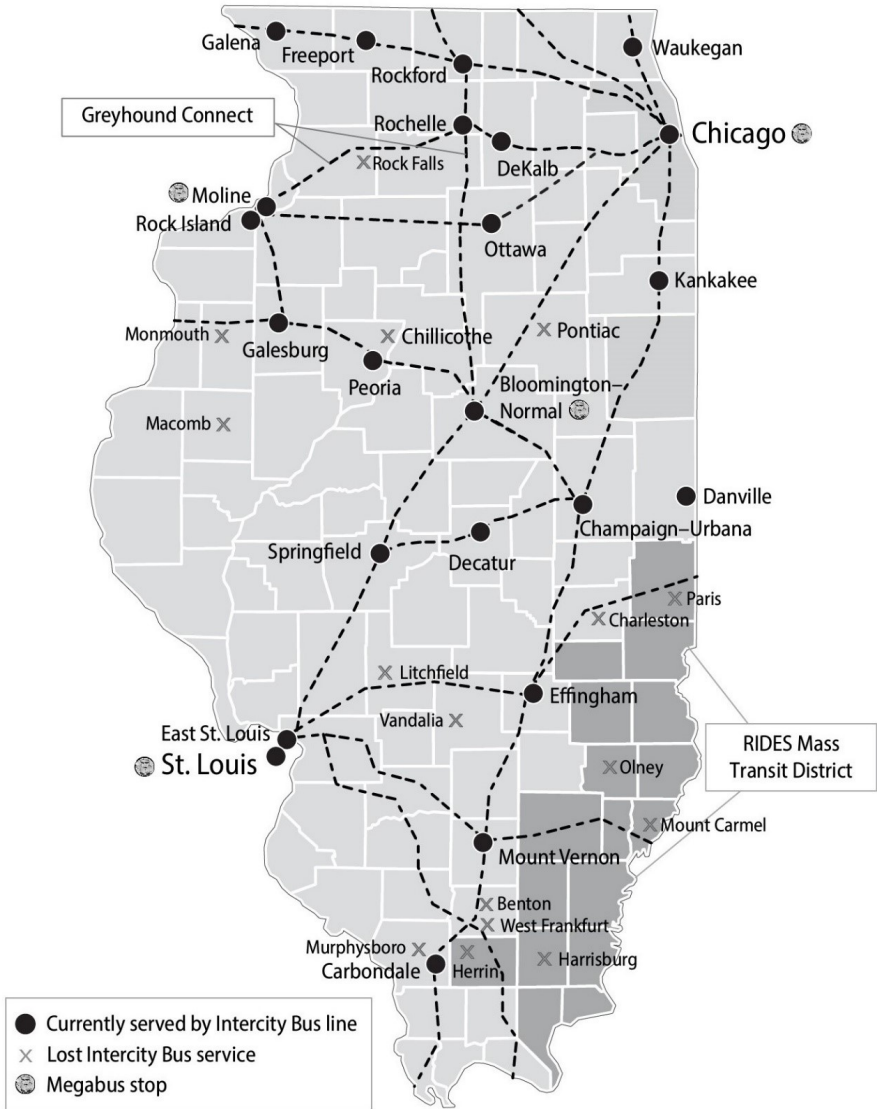 Galena
Freeport
Rockford
Waukegan
Greyhound Connect
Rochelle
Chicago
Rock Falls
DeKalb
Moline
Rock Island
Ottawa
Kankakee
Monmouth
Galesburg
Chillicothe
Pontiac
Peoria
Bloomington–
Normal
Macomb
Danville
Champaign–Urbana
Springfield
Decatur
Paris
Charleston
Litchfield
Effingham
Vandalia
East St. Louis
St. Louis
RIDES Mass
Transit District
Olney
Mount Carmel
Mount Vernon
Benton
West Frankfurt
Murphysboro
Carbondale
Herrin
Harrisburg
Currently served by Intercity Bus line
Lost Intercity Bus service
Megabus stop